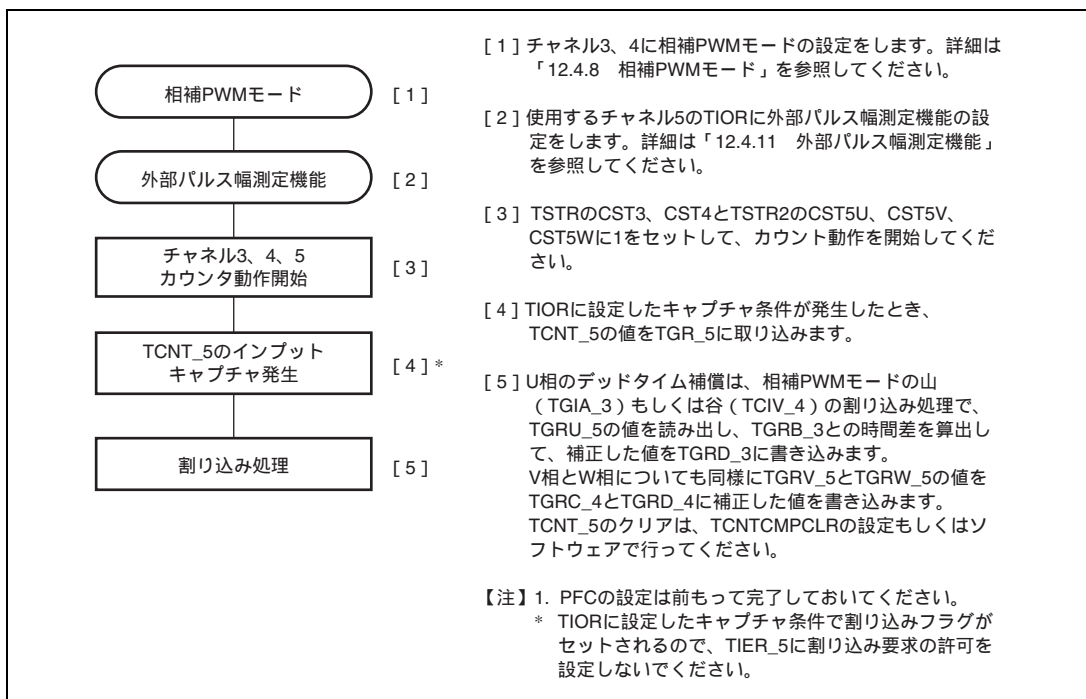 相補PWMモード
[1]
外部パルス幅測定機能
[2]
チャネル3、4、5
カウンタ動作開始
[3]
TCNT_5のインプット
キャプチャ発生
[4]*
割り込み処理
[5]
[1] チャネル3、4に相補PWMモードの設定をします。詳細は
「12.4.8 相補PWMモード」を参照してください。
[2] 使用するチャネル5のTIORに外部パルス幅測定機能の設
定をします。詳細は「12.4.11 外部パルス幅測定機能」
を参照してください。
[3] TSTRのCST3、CST4とTSTR2のCST5U、CST5V、
CST5Wに1をセットして、カウント動作を開始してくだ
さい。
[4] TIORに設定したキャプチャ条件が発生したとき、
TCNT_5の値をTGR_5に取り込みます。
[5] U相のデッドタイム補償は、相補PWMモードの山
（TGIA_3）もしくは谷（TCIV_4）の割り込み処理で、
TGRU_5の値を読み出し、TGRB_3との時間差を算出し
て、補正した値をTGRD_3に書き込みます。
V相とW相についても同様にTGRV_5とTGRW_5の値を
TGRC_4とTGRD_4に補正した値を書き込みます。
TCNT_5のクリアは、TCNTCMPCLRの設定もしくはソ
フトウェアで行ってください。
【注】1. PFCの設定は前もって完了しておいてください。
* TIORに設定したキャプチャ条件で割り込みフラグが
セットされるので、TIER_5に割り込み要求の許可を
設定しないでください。